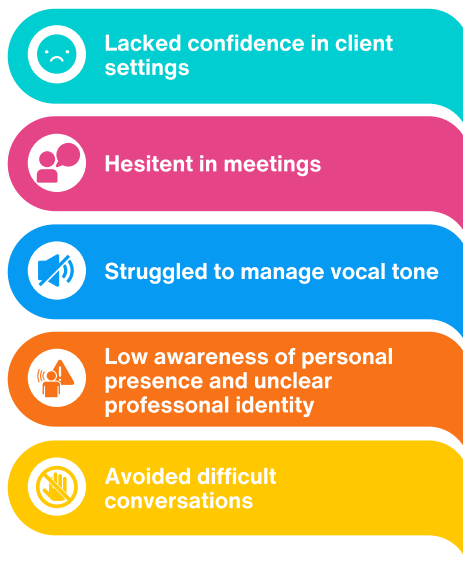 Lacked confidence in client
settings
Hesitent in meetings
Struggled to manage vocal tone
Low awareness of personal
presence and unclear
professonal identity
Avoided difficult
conversations